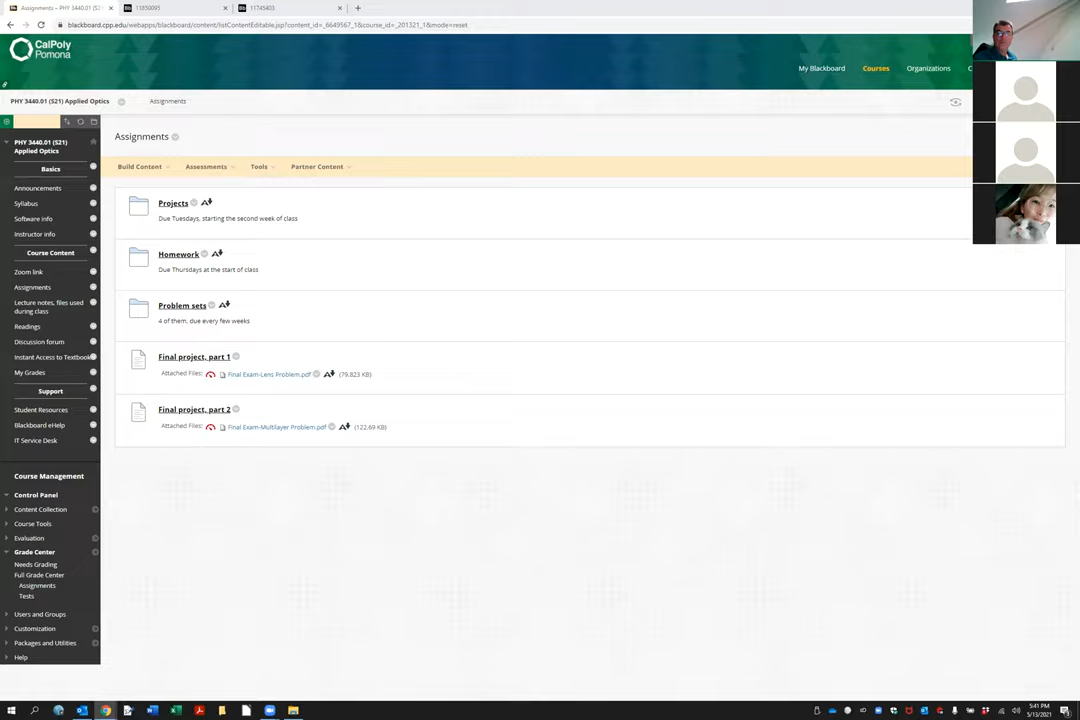 Assignments – PHY 3440.01 (S21)
11850095
11745403
blackboard.cpp.edu/webapps/blackboard/content/listContentEditable.jsp?content_id=_6649567_1&course_id=_201321_1&mode=reset
CalPoly
Pomona
My Blackboard
Courses
Organizations
C
PHY 3440.01 (S21) Applied Optics
Assignments
PHY 3440.01 (S21)
Applied Optics
Basics
Announcements
Syllabus
Software info
Instructor info
Course Content
Zoom link
Assignments
Lecture notes, files used
during class
Readings
Discussion forum
Instant Access to Textbook
My Grades
Support
Student Resources
Blackboard eHelp
IT Service Desk
Course Management
Control Panel
Content Collection
Course Tools
Evaluation
Grade Center
Needs Grading
Full Grade Center
Assignments
Tests
Users and Groups
Customization
Packages and Utilities
Help
Assignments
Build Content
Assessments
Tools
Partner Content
Projects
Due Tuesdays, starting the second week of class
Homework
Due Thursdays at the start of class
Problem sets
4 of them, due every few weeks
Final project, part 1
Attached Files: Final Exam-Lens Problem.pdf (79.823 KB)
Final project, part 2
Attached Files: Final Exam-Multilayer Problem.pdf (122.69 KB)
5:41 PM
5/13/2021